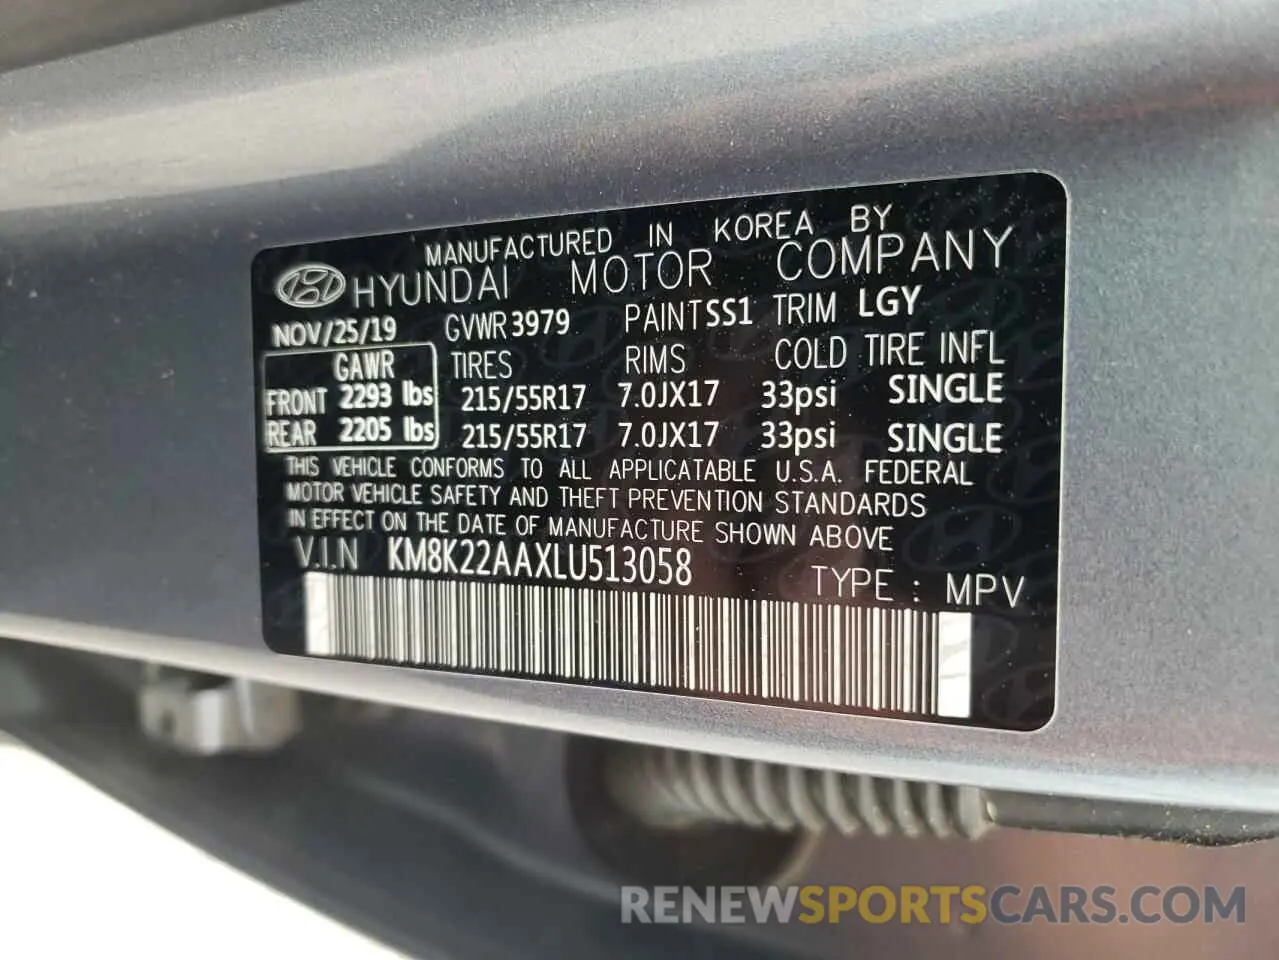 MANUFACTURED IN KOREA BY
HYUNDAI MOTOR COMPANY
NOV/25/19 GVWR 3979 PAINT SS1 TRIM LGY
GAWR TIRES RIMS COLD TIRE INFL
FRONT 2293 lbs 215/55R17 7.0JX17 33psi SINGLE
REAR 2205 lbs 215/55R17 7.0JX17 33psi SINGLE
THIS VEHICLE CONFORMS TO ALL APPLICATABLE U.S.A. FEDERAL
MOTOR VEHICLE SAFETY AND THEFT PREVENTION STANDARDS
IN EFFECT ON THE DATE OF MANUFACTURE SHOWN ABOVE
V.I.N KM8K22AAXLU513058 TYPE : MPV
RENEWSPORTSCARS.COM